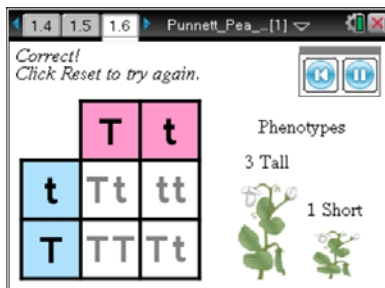 1.4 1.5 1.6 Punnett_Pea_...[1]
Correct!
Click Reset to try again.
T t
Phenotypes
3 Tall
t Tt tt
1 Short
T TT Tt